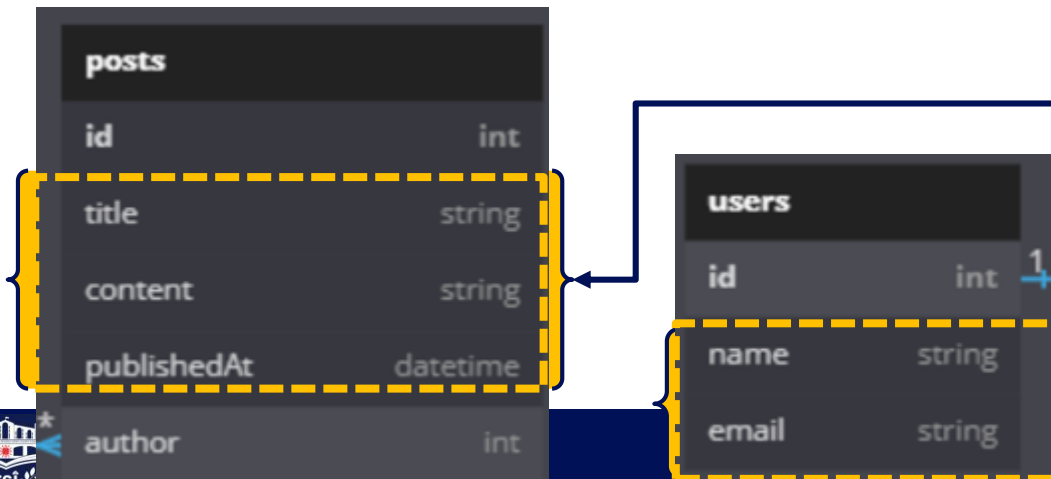 posts
id int
title string
content string
publishedAt datetime
* author int
users
id int 1
name string
email string